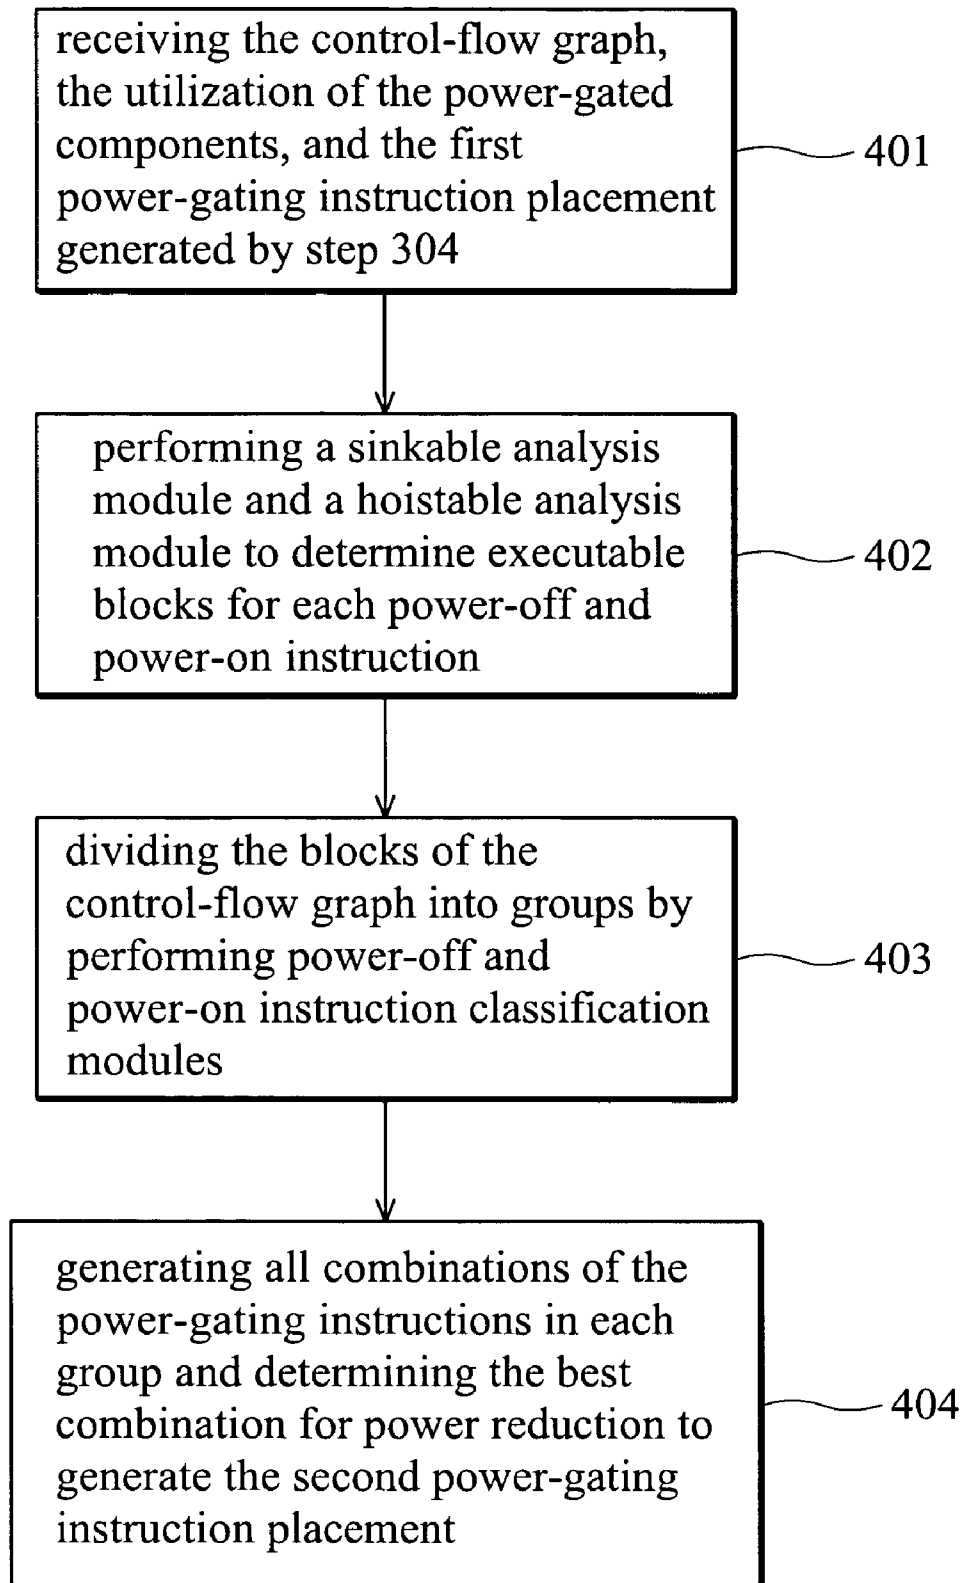 receiving the control-flow graph,
the utilization of the power-gated
components, and the first
power-gating instruction placement
generated by step 304
401
performing a sinkable analysis
module and a hoistable analysis
module to determine executable
blocks for each power-off and
power-on instruction
402
dividing the blocks of the
control-flow graph into groups by
performing power-off and
power-on instruction classification
modules
403
generating all combinations of the
power-gating instructions in each
group and determining the best
combination for power reduction to
generate the second power-gating
instruction placement
404